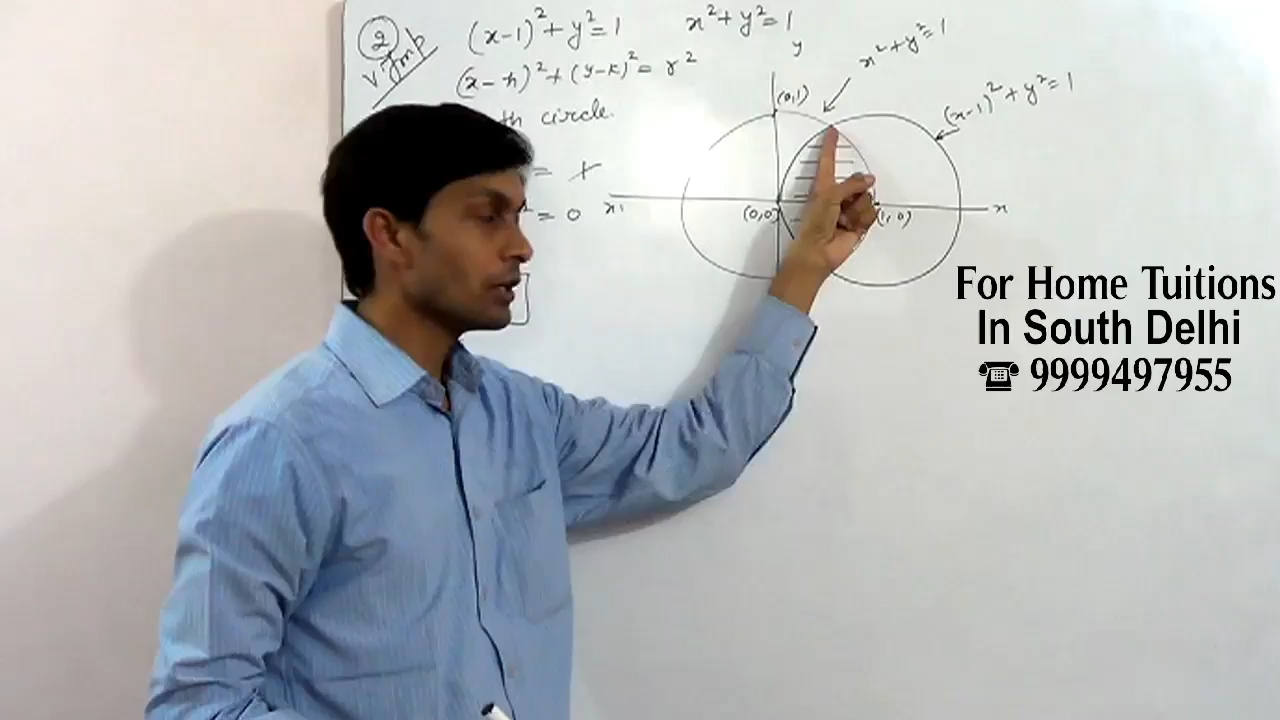 2
(x-1)²+y²=1
x²+y²=1
V Imp
(x-h)²+(y-k)²=r²
th circle.
=
= 0
y
x²+y²=1
(0,1)
(x-1)²+y²=1
x'
(0,0)
(1,0)
x
For Home Tuitions
In South Delhi
☎ 9999497955